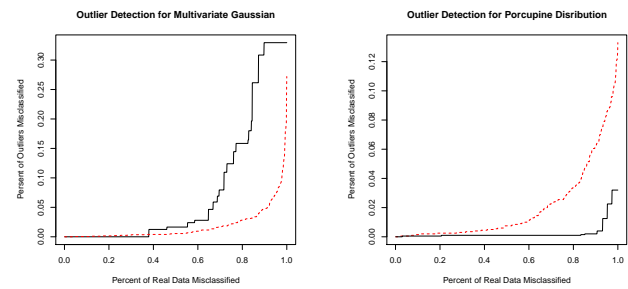 Outlier Detection for Multivariate Gaussian
Persent of Outliers Misclassified
0.00 0.05 0.10 0.15 0.20 0.25 0.30
0.0 0.2 0.4 0.6 0.8 1.0
Percent of Real Data Misclassified
Outlier Detection for Porcupine Disribution
Persent of Outliers Misclassified
0.00 0.02 0.04 0.06 0.08 0.10 0.12
0.0 0.2 0.4 0.6 0.8 1.0
Percent of Real Data Misclassified